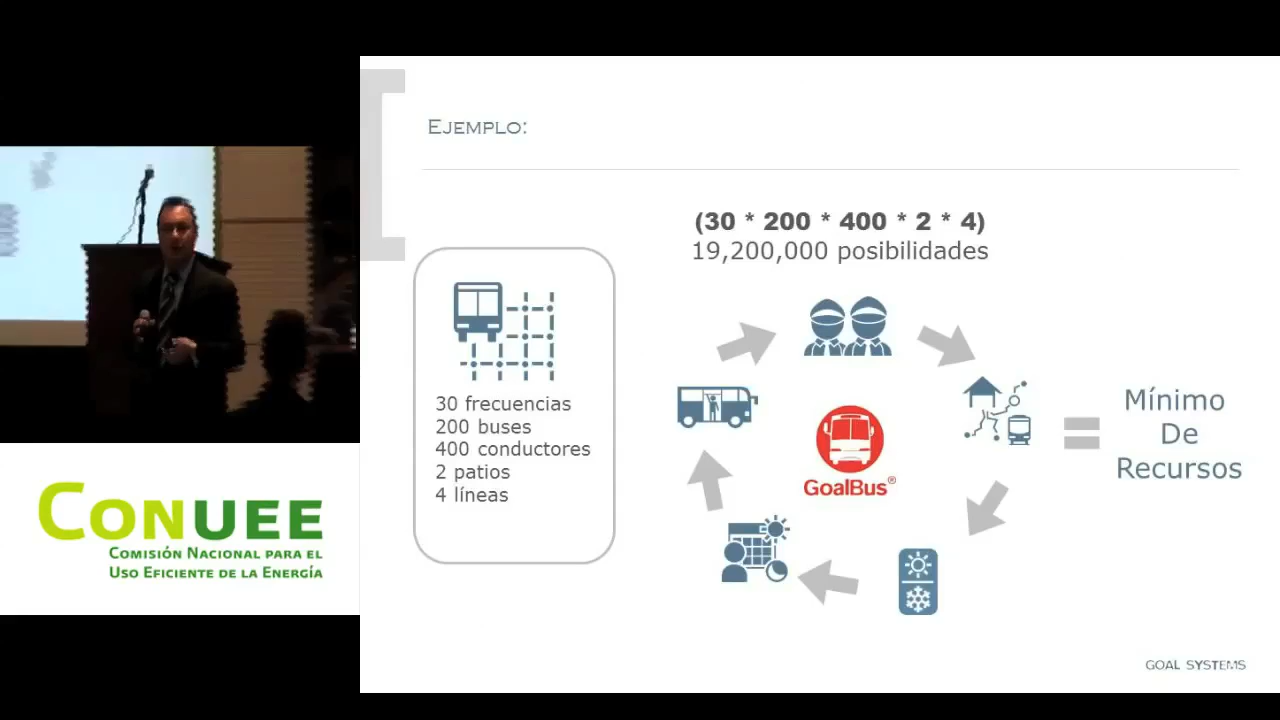 EJEMPLO:
(30 * 200 * 400 * 2 * 4)
19,200,000 posibilidades
30 frecuencias
200 buses
400 conductores
2 patios
4 líneas
GoalBus®
Mínimo
De
Recursos
CONUEE
COMISIÓN NACIONAL PARA EL
USO EFICIENTE DE LA ENERGÍA
GOAL SYSTEMS